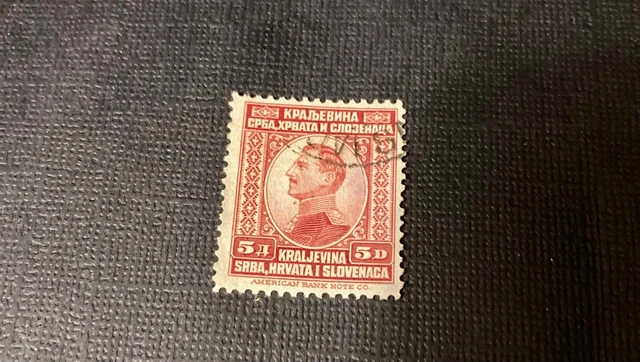 КРАЉЕВИНА
СРБА, ХРВАТА И СЛОВЕНАЦА
5 Д 5 D
KRALJEVINA
SRBA, HRVATA I SLOVENACA
AMERICAN BANK NOTE CO.